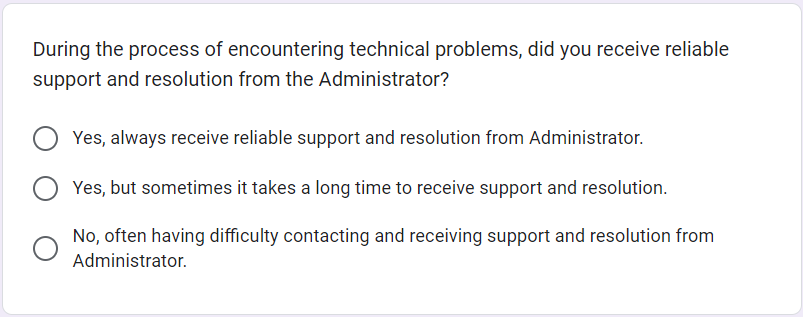 During the process of encountering technical problems, did you receive reliable
support and resolution from the Administrator?
Yes, always receive reliable support and resolution from Administrator.
Yes, but sometimes it takes a long time to receive support and resolution.
No, often having difficulty contacting and receiving support and resolution from
Administrator.